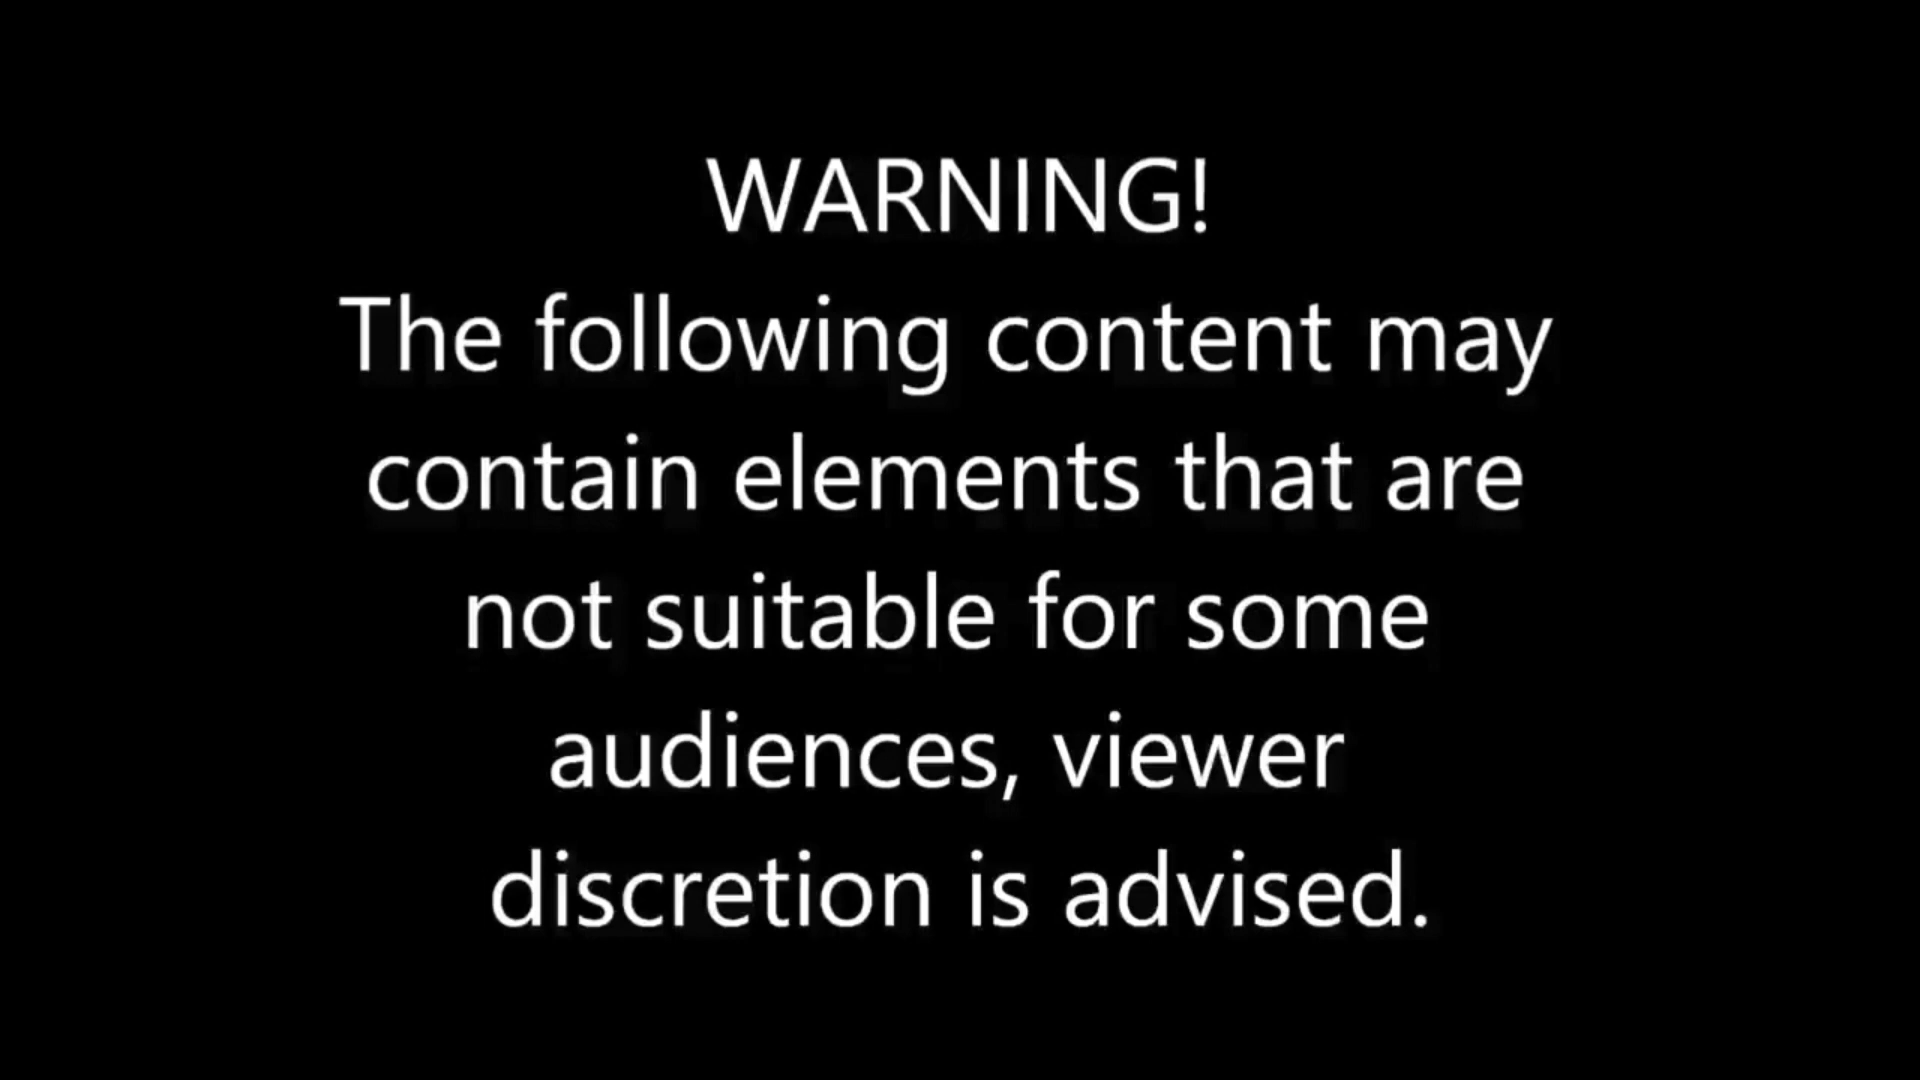 WARNING!
The following content may
contain elements that are
not suitable for some
audiences, viewer
discretion is advised.